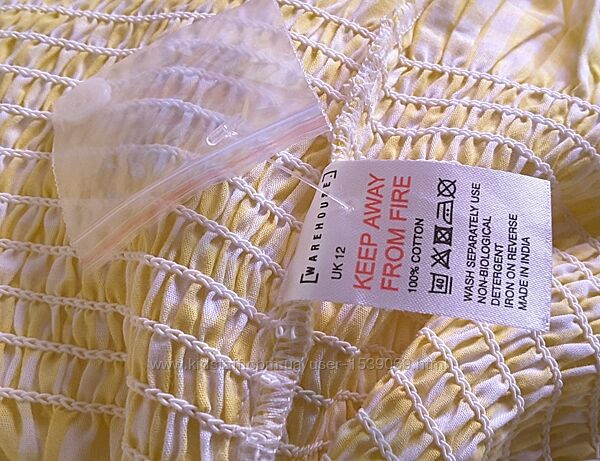 [WAREHOUSE]
UK 12
KEEP AWAY
FROM FIRE
100% COTTON
40
WASH SEPARATELY USE
NON-BIOLOGICAL
DETERGENT
IRON ON REVERSE
MADE IN INDIA